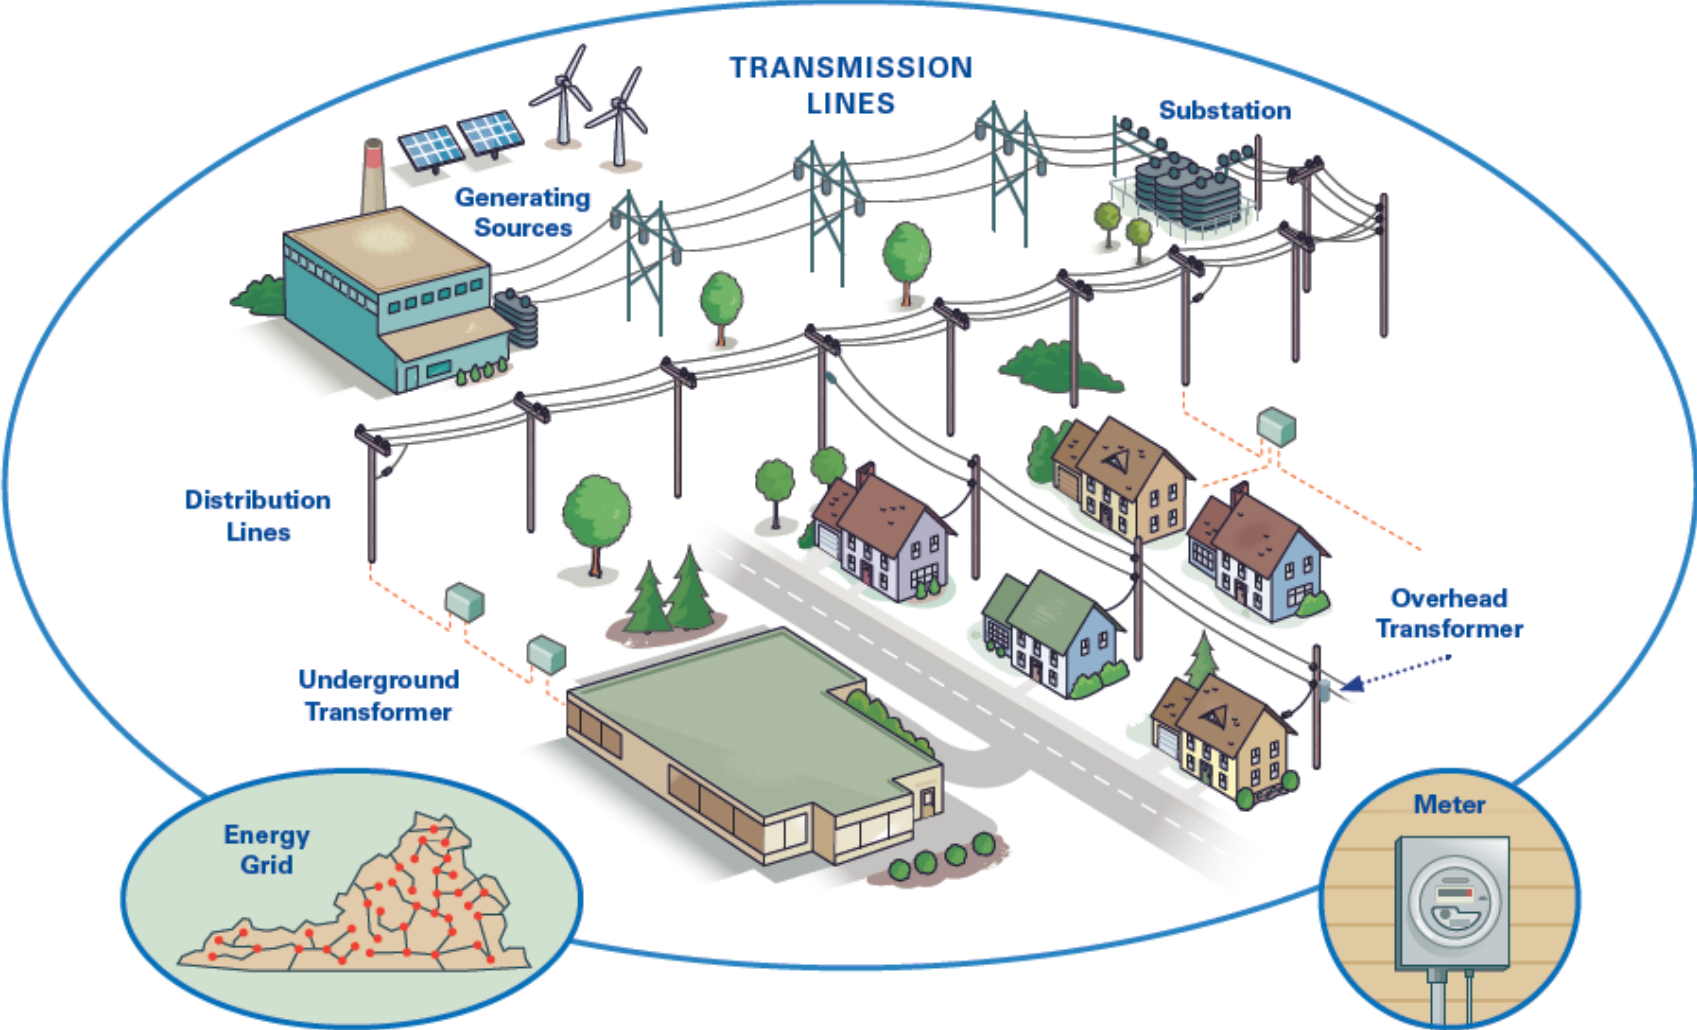 TRANSMISSION
LINES
Substation
Generating
Sources
Distribution
Lines
Overhead
Transformer
Underground
Transformer
Energy
Grid
Meter